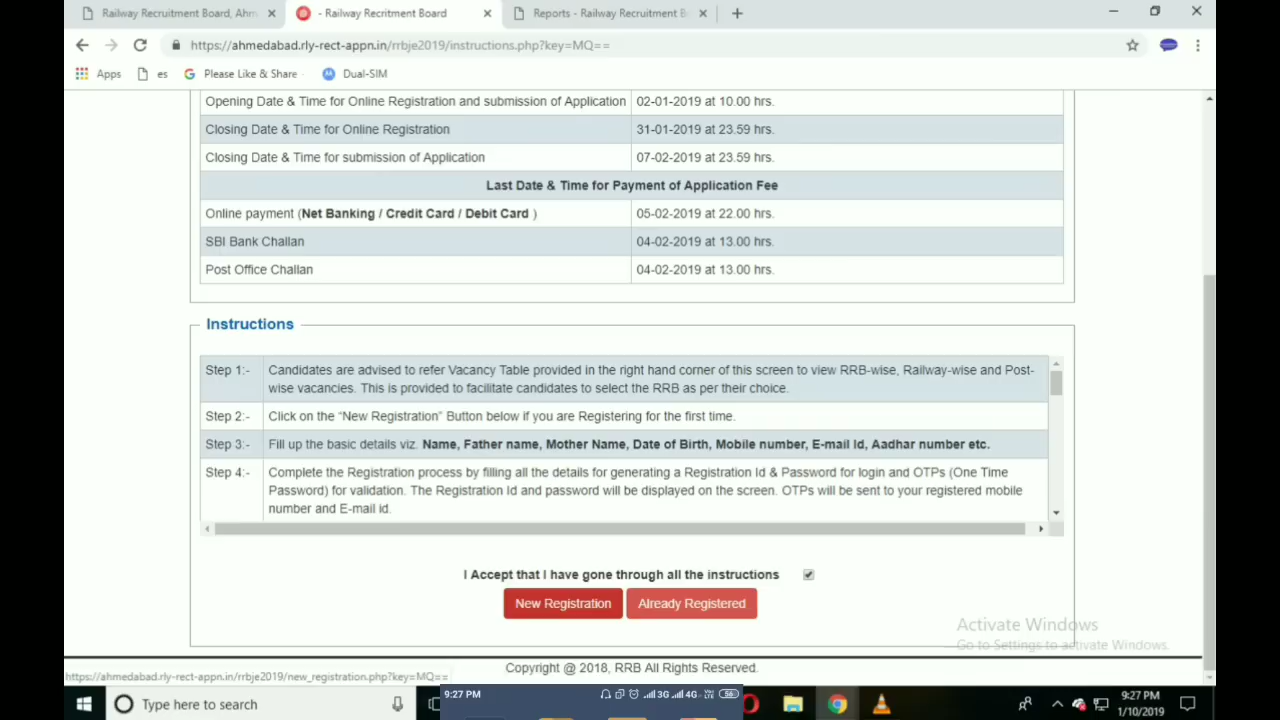 Railway Recruitment Board, Ahm
- Railway Recritment Board
Reports - Railway Recruitment B
https://ahmedabad.rly-rect-appn.in/rrbje2019/instructions.php?key=MQ==
Apps
es
Please Like & Share
Dual-SIM
Opening Date & Time for Online Registration and submission of Application 02-01-2019 at 10.00 hrs.
Closing Date & Time for Online Registration 31-01-2019 at 23.59 hrs.
Closing Date & Time for submission of Application 07-02-2019 at 23.59 hrs.
Last Date & Time for Payment of Application Fee
Online payment (Net Banking / Credit Card / Debit Card ) 05-02-2019 at 22.00 hrs.
SBI Bank Challan 04-02-2019 at 13.00 hrs.
Post Office Challan 04-02-2019 at 13.00 hrs.
Instructions
Step 1:- Candidates are advised to refer Vacancy Table provided in the right hand corner of this screen to view RRB-wise, Railway-wise and Post-
wise vacancies. This is provided to facilitate candidates to select the RRB as per their choice.
Step 2:- Click on the “New Registration” Button below if you are Registering for the first time.
Step 3:- Fill up the basic details viz. Name, Father name, Mother Name, Date of Birth, Mobile number, E-mail Id, Aadhar number etc.
Step 4:- Complete the Registration process by filling all the details for generating a Registration Id & Password for login and OTPs (One Time
Password) for validation. The Registration Id and password will be displayed on the screen. OTPs will be sent to your registered mobile
number and E-mail id.
I Accept that I have gone through all the instructions
New Registration Already Registered
Activate Windows
Go to Settings to activate Windows.
Copyright @ 2018, RRB All Rights Reserved.
https://ahmedabad.rly-rect-appn.in/rrbje2019/new_registration.php?key=MQ==
Type here to search
9:27 PM
3G
4G
9:27 PM
1/10/2019